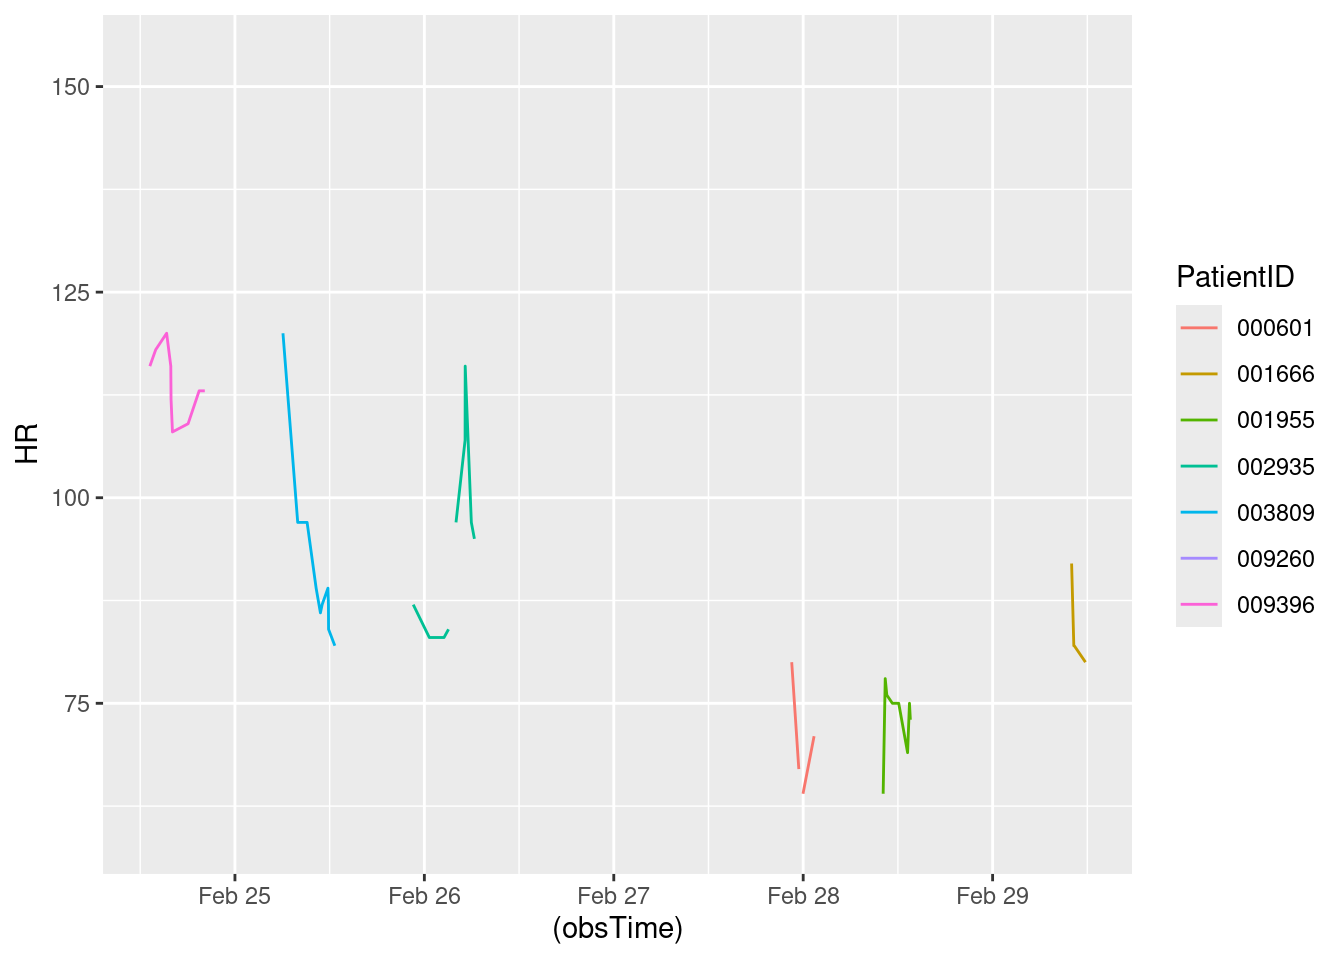 150
125
100
75
HR
Feb 25
Feb 26
Feb 27
Feb 28
Feb 29
(obsTime)
PatientID
000601
001666
001955
002935
003809
009260
009396